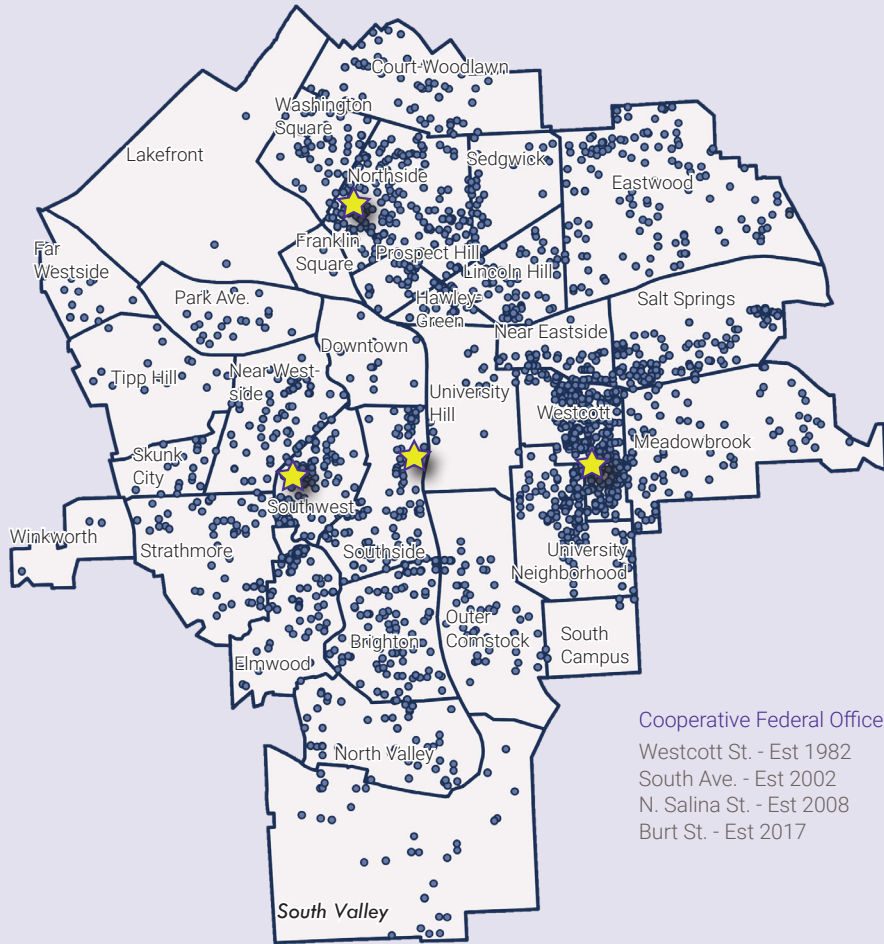 Court-Woodlawn
Washington
Square
Lakefront
Sedgwick
Northside
Eastwood
Far
Westside
Franklin
Square
Prospect Hill
Lincoln Hill
Park Ave.
Hawley-
Green
Salt Springs
Near Eastside
Downtown
Tipp Hill
Near West-
side
University
Hill
Westcott
Meadowbrook
Skunk
City
Southwest
Winkworth
Strathmore
Southside
University
Neighborhood
Outer
Comstock
Brighton
South
Campus
Elmwood
North Valley
South Valley
Cooperative Federal Office
Westcott St. - Est 1982
South Ave. - Est 2002
N. Salina St. - Est 2008
Burt St. - Est 2017